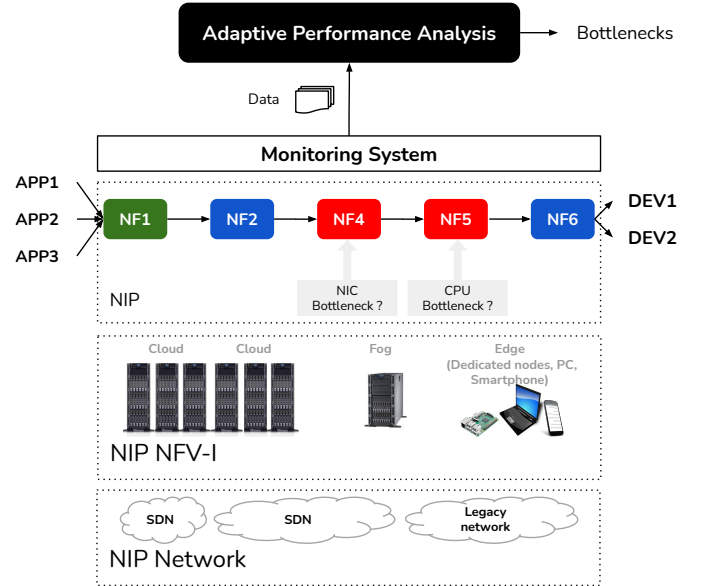 Adaptive Performance Analysis
Bottlenecks
Data
Monitoring System
APP1
APP2
APP3
NF1
NF2
NF4
NF5
NF6
DEV1
DEV2
NIC
Bottleneck ?
CPU
Bottleneck ?
NIP
Cloud
Cloud
Fog
Edge
(Dedicated nodes, PC,
Smartphone)
NIP NFV-I
SDN
SDN
Legacy
network
NIP Network